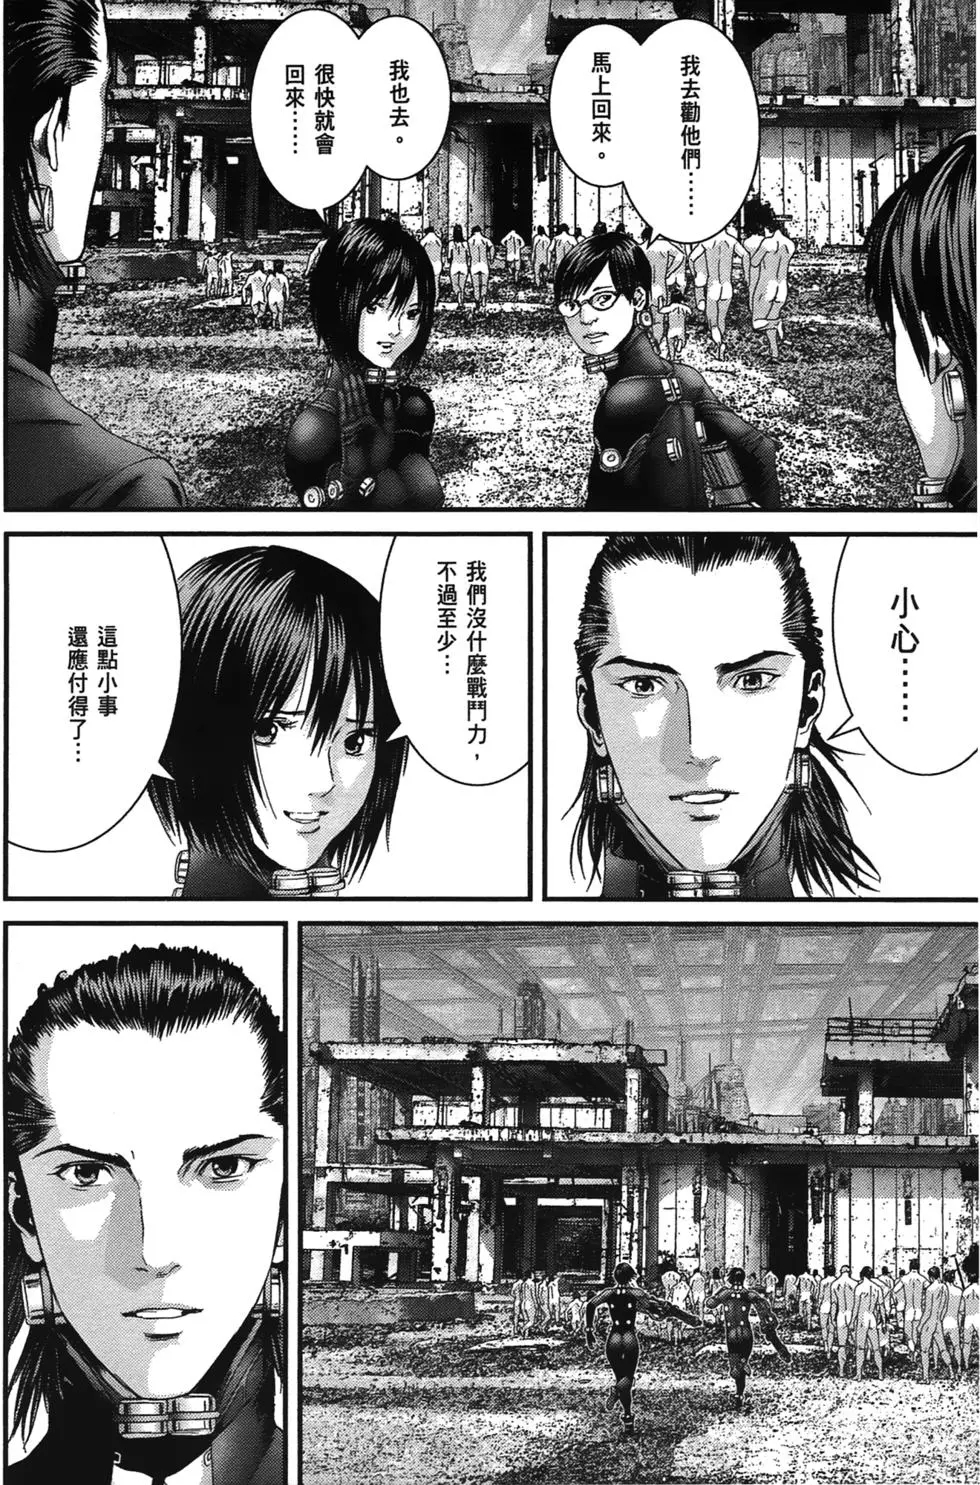 我去勸他們……
馬上回來。
我也去。
很快就會
回來……
小心……
我們沒什麼戰鬥力，
不過至少…
這點小事
還應付得了…